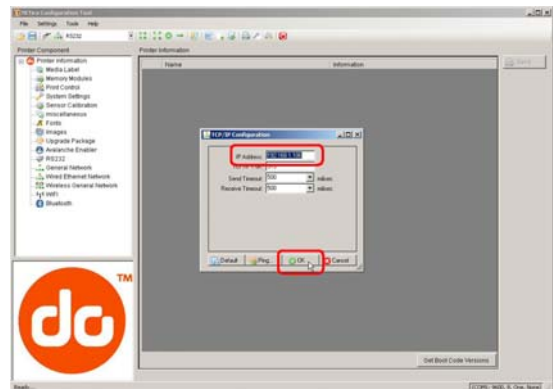 File Settings Tools Help
RS232
Printer Component
Printer Information
Printer Information
Media Label
Memory Modules
Print Control
System Settings
Sensor Calibration
Miscellaneous
Fonts
Images
Upgrade Package
Avalanche Enabler
RS232
General Network
Wired Ethernet Network
Wireless General Network
WiFi
Bluetooth
Name
Information
Save
TCP/IP Configuration
IP Address:
Send Timeout: 500 mSec
Receive Timeout: 500 mSec
Default
Ping
OK
Cancel
do
TM
Get Boot Code Versions
Ready...